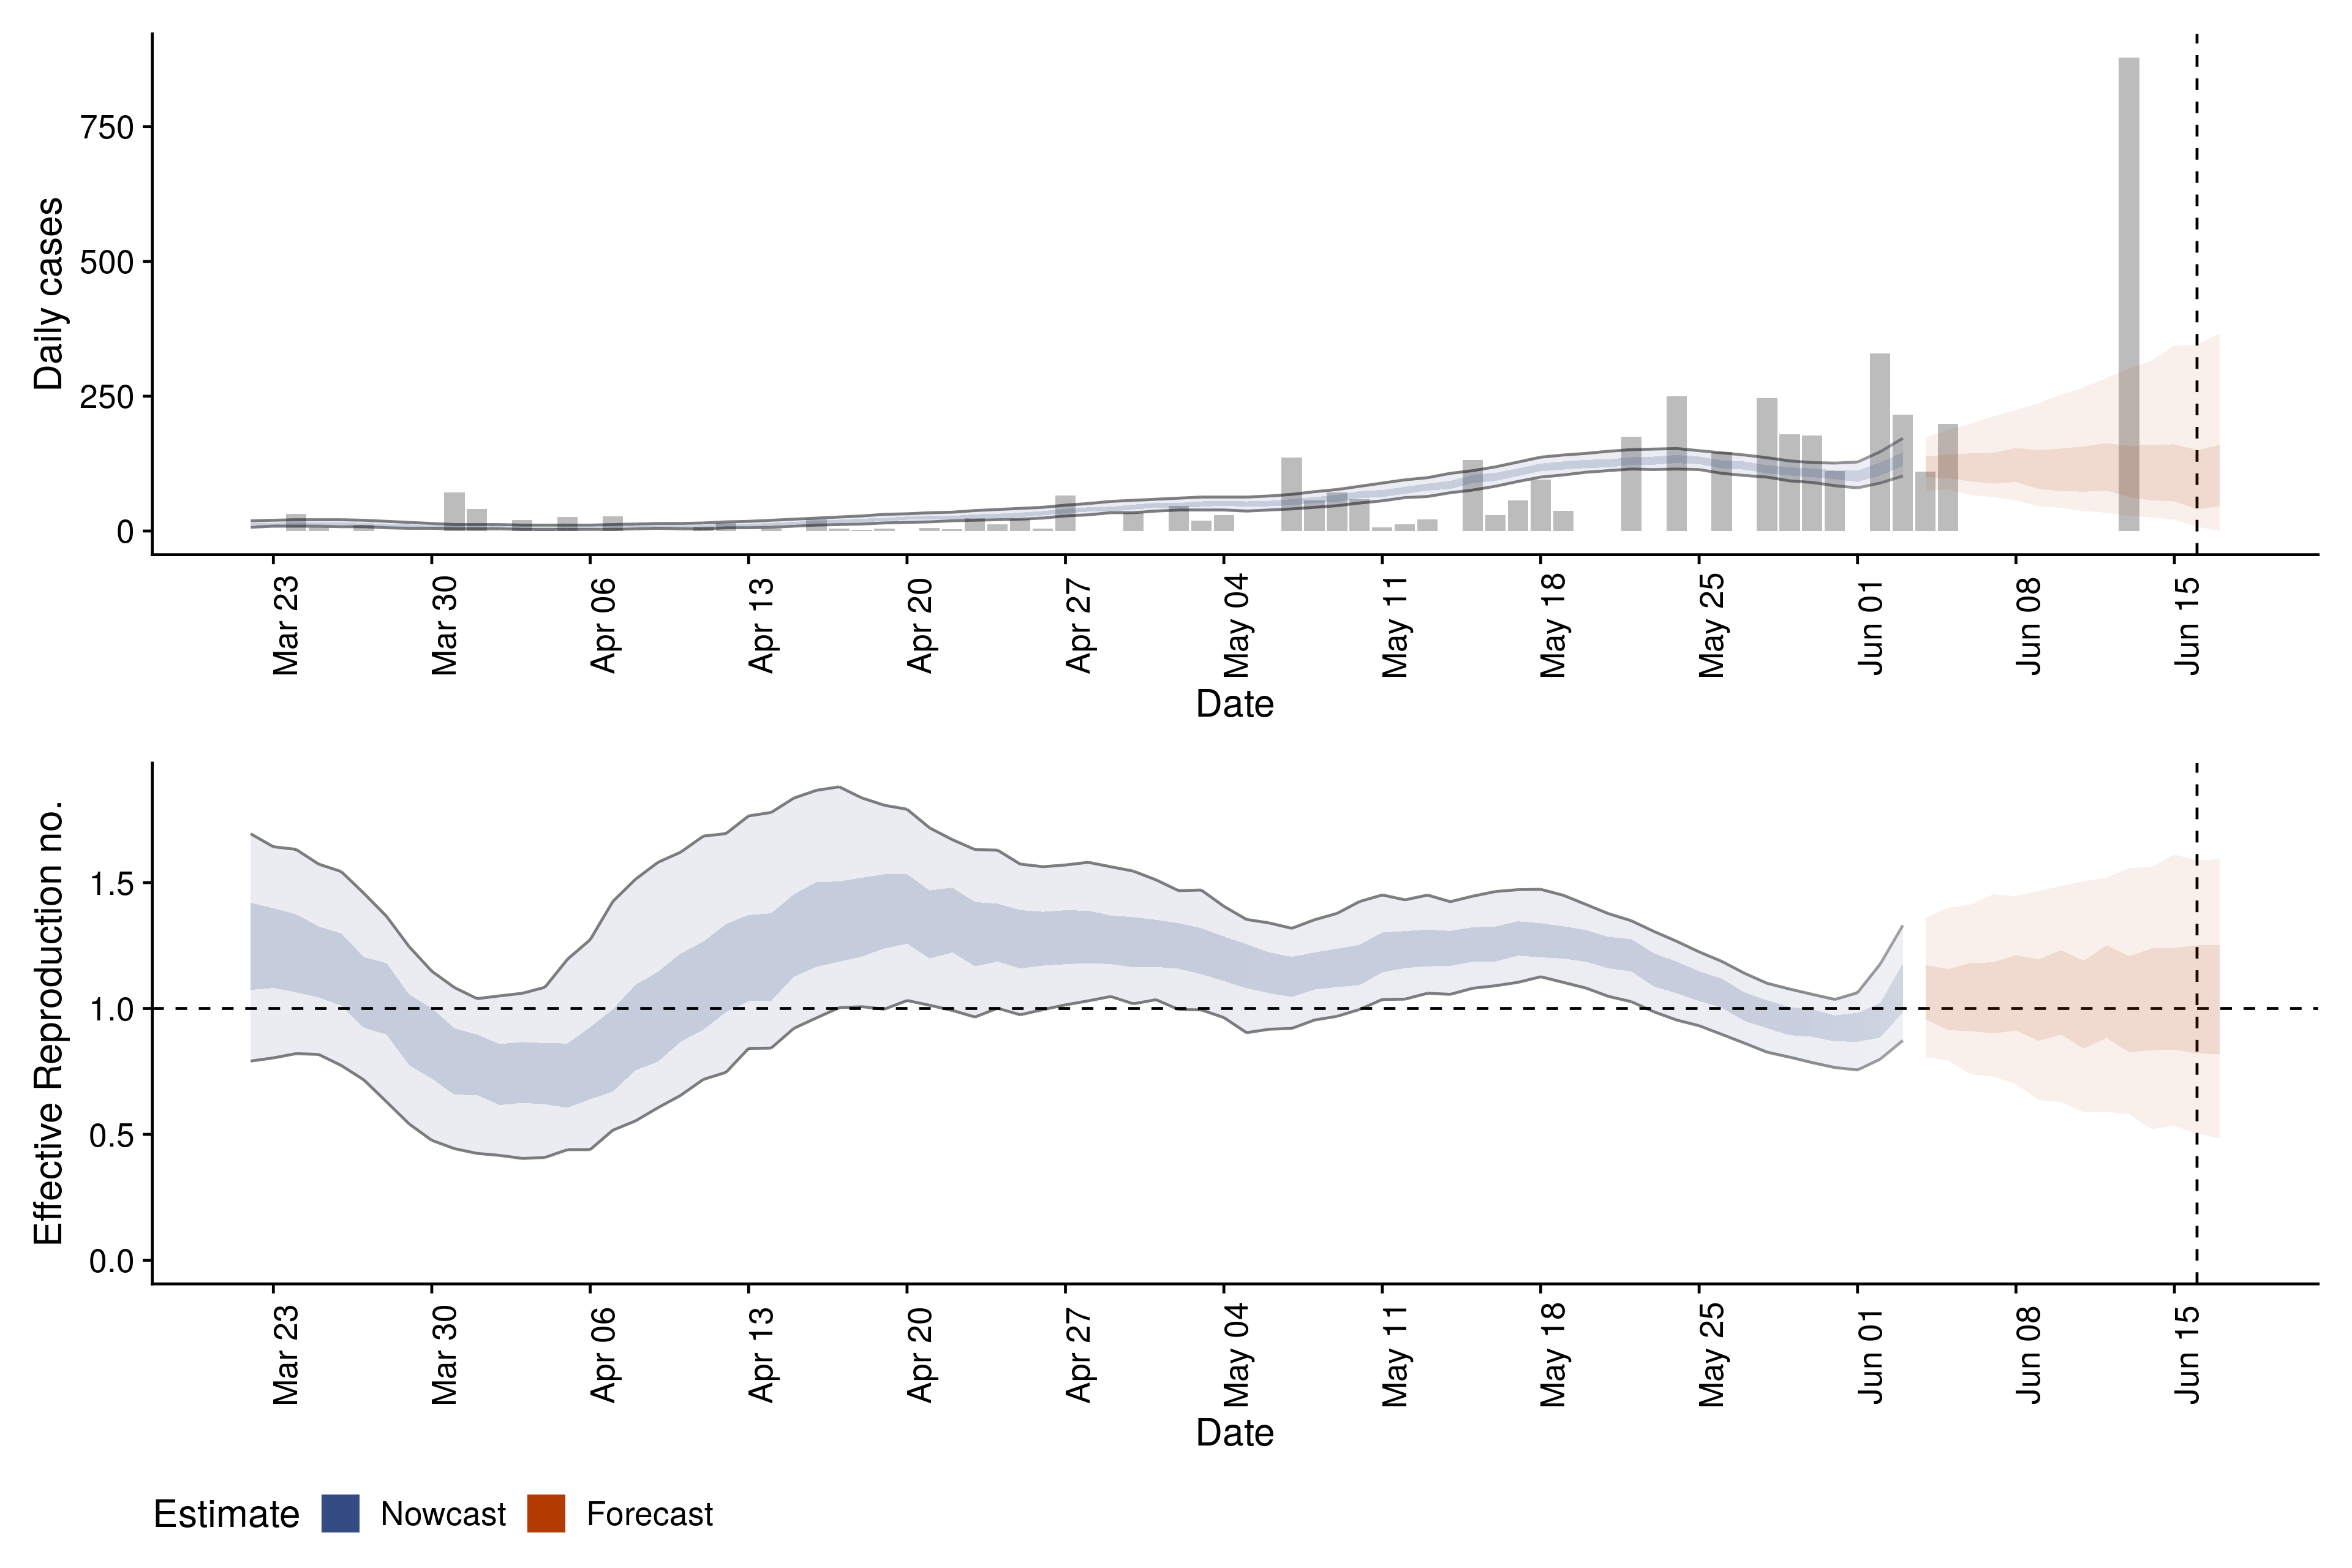 Daily cases
750
500
250
0
Mar 23
Mar 30
Apr 06
Apr 13
Apr 20
Apr 27
May 04
May 11
May 18
May 25
Jun 01
Jun 08
Jun 15
Date
Effective Reproduction no.
1.5
1.0
0.5
0.0
Mar 23
Mar 30
Apr 06
Apr 13
Apr 20
Apr 27
May 04
May 11
May 18
May 25
Jun 01
Jun 08
Jun 15
Date
Estimate Nowcast Forecast